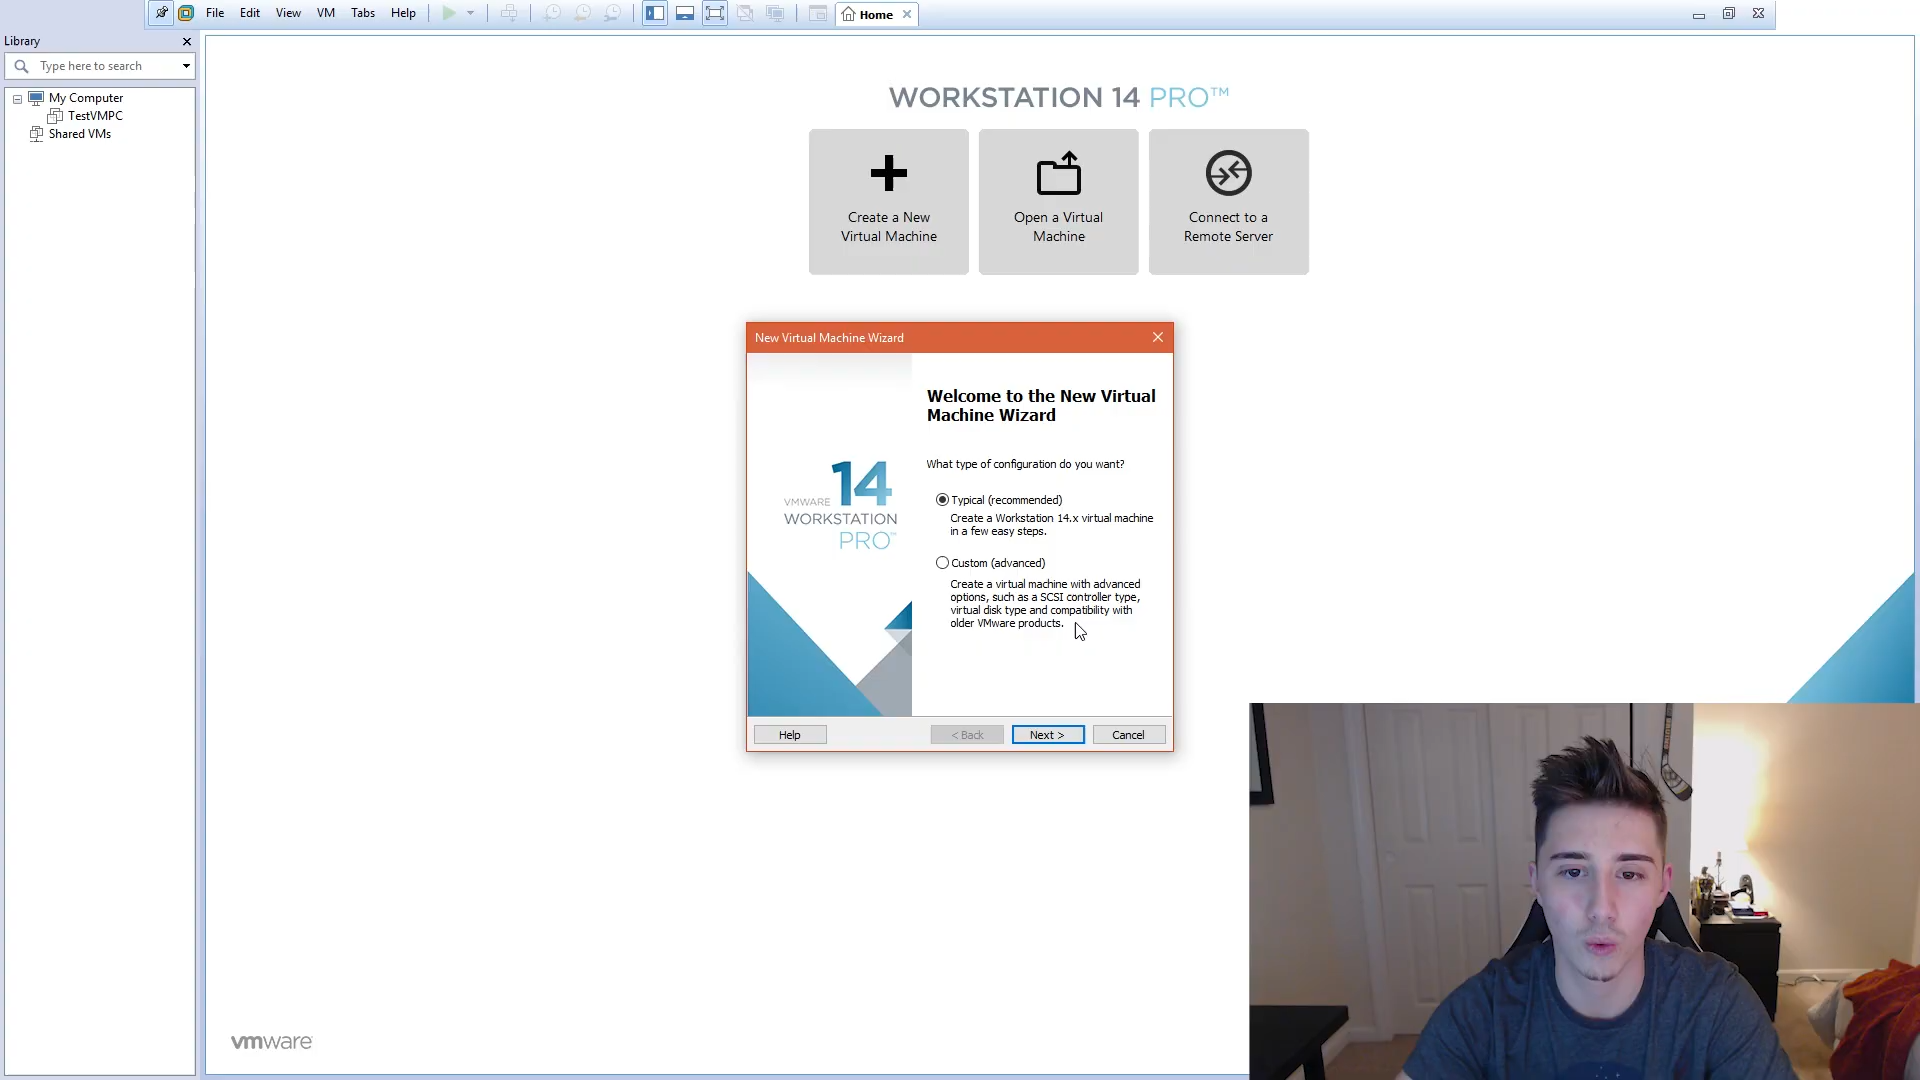 File Edit View VM Tabs Help Home
Library
Type here to search
My Computer
TestVMPC
Shared VMs
WORKSTATION 14 PRO™
Create a New
Virtual Machine
Open a Virtual
Machine
Connect to a
Remote Server
New Virtual Machine Wizard
Welcome to the New Virtual
Machine Wizard
What type of configuration do you want?
Typical (recommended)
Create a Workstation 14.x virtual machine
in a few easy steps.
Custom (advanced)
Create a virtual machine with advanced
options, such as a SCSI controller type,
virtual disk type and compatibility with
older VMware products.
14
VMWARE
WORKSTATION
PRO™
Help < Back Next > Cancel
vmware